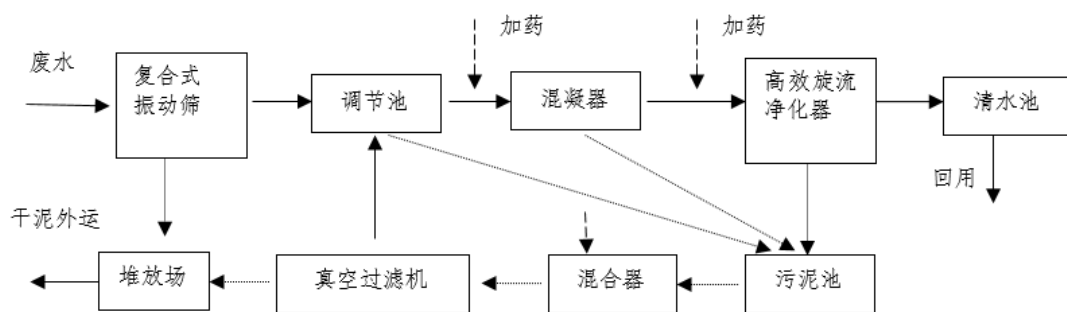 加药
加药
废水
复合式
振动筛
调节池
混凝器
高效旋流
净化器
清水池
回用
干泥外运
堆放场
真空过滤机
混合器
污泥池